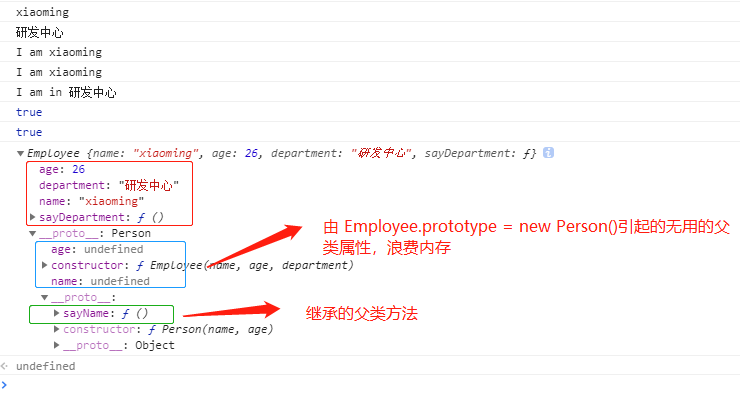 xiaoming
研发中心
I am xiaoming
I am xiaoming
I am in 研发中心
true
true
▼Employee {name: "xiaoming", age: 26, department: "研发中心", sayDepartment: ƒ} i
age: 26
department: "研发中心"
name: "xiaoming"
▶sayDepartment: ƒ ()
▼__proto__: Person
age: undefined
▶constructor: ƒ Employee(name, age, department)
name: undefined
▼__proto__:
▶sayName: ƒ ()
▶constructor: ƒ Person(name, age)
▶__proto__: Object
由 Employee.prototype = new Person()引起的无用的父
类属性，浪费内存
继承的父类方法
undefined